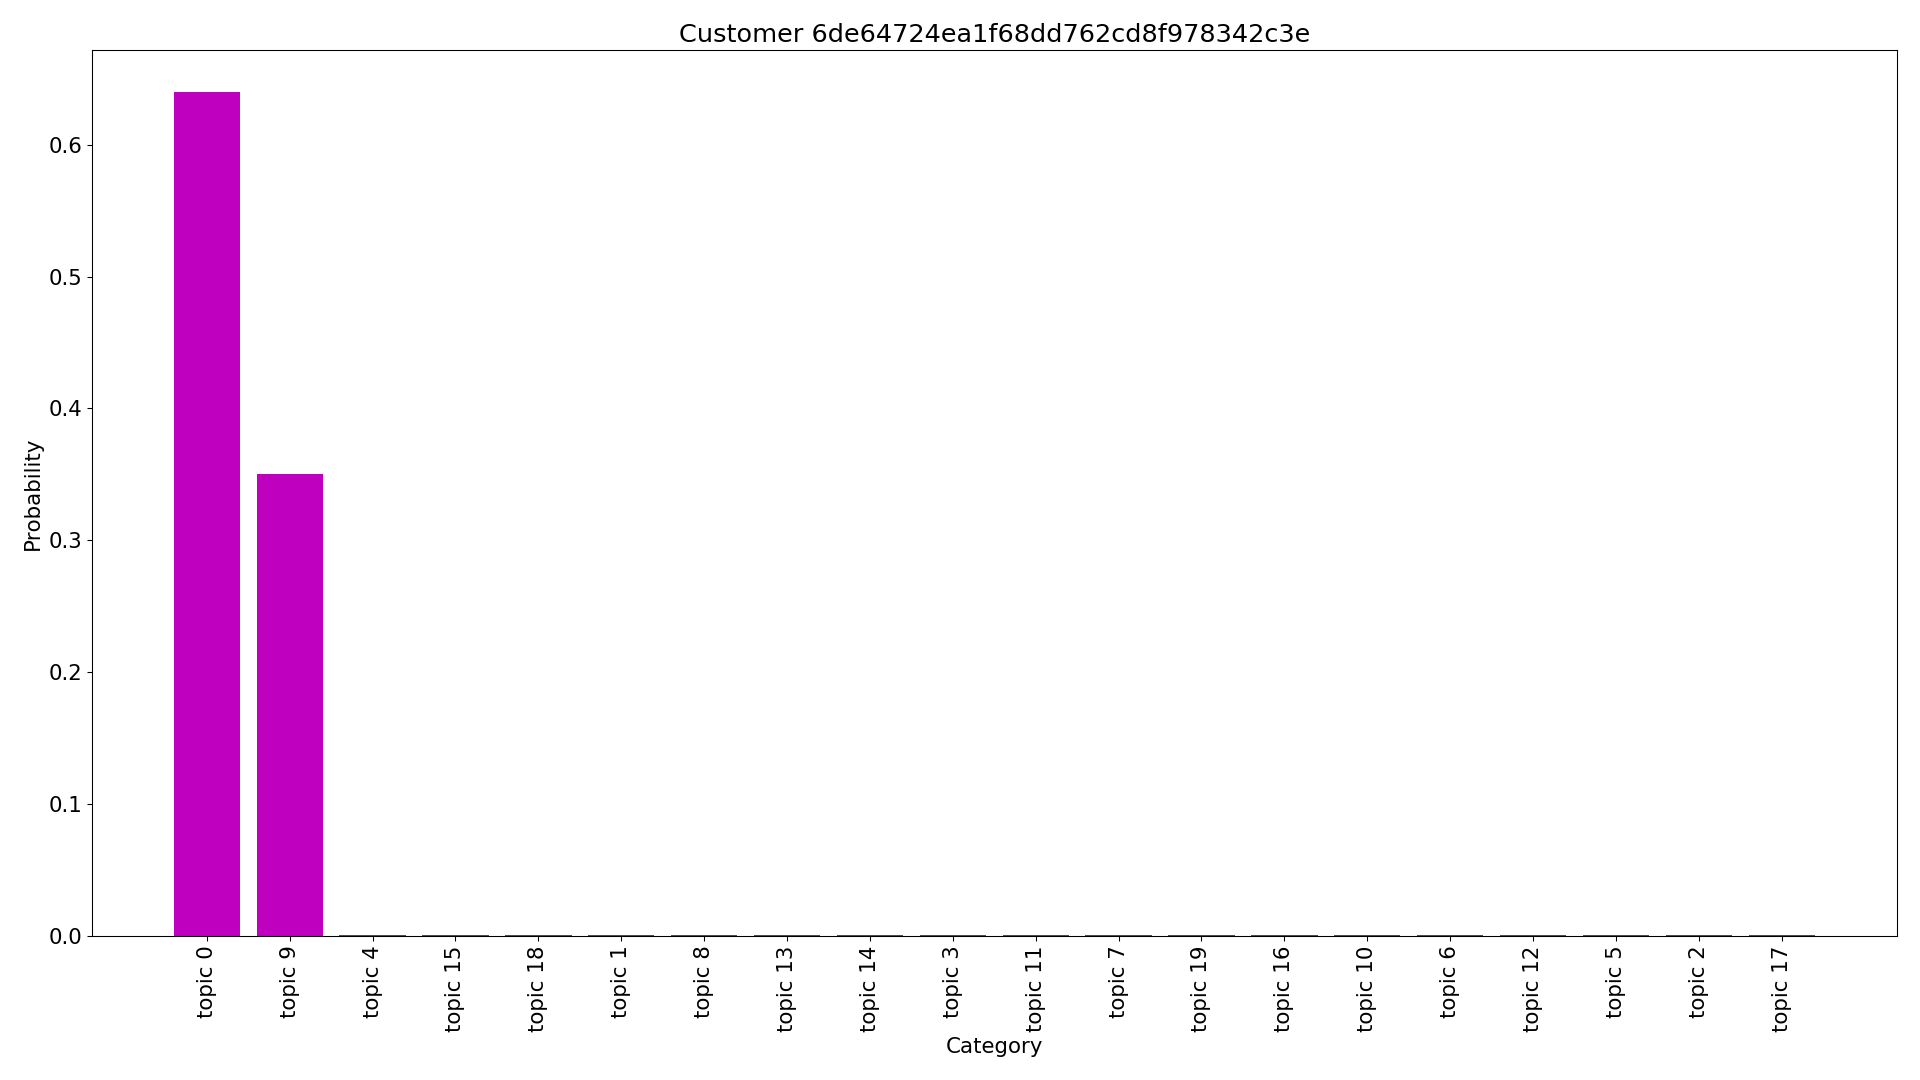 Customer 6de64724ea1f68dd762cd8f978342c3e
Probability
0.6
0.5
0.4
0.3
0.2
0.1
0.0
topic 0
topic 9
topic 4
topic 15
topic 18
topic 1
topic 8
topic 13
topic 14
topic 3
topic 11
topic 7
topic 19
topic 16
topic 10
topic 6
topic 12
topic 5
topic 2
topic 17
Category